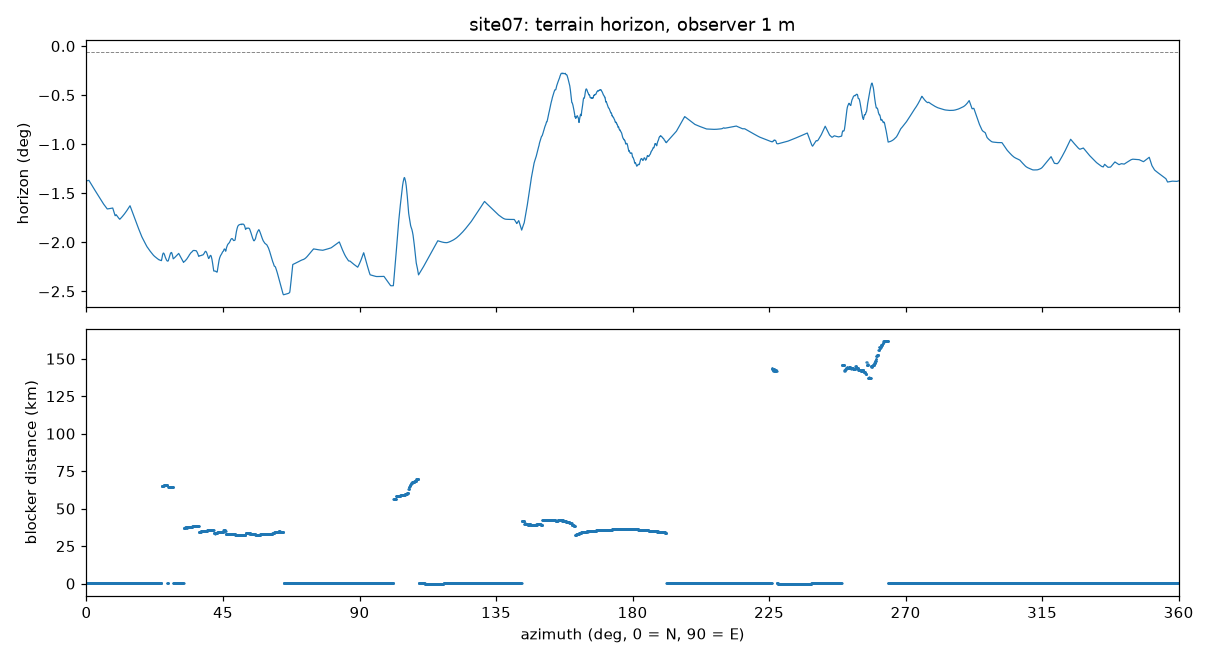 site07: terrain horizon, observer 1 m
0.0
−0.5
−1.0
−1.5
−2.0
−2.5
horizon (deg)
150
125
100
75
50
25
0
blocker distance (km)
0 45 90 135 180 225 270 315 360
azimuth (deg, 0 = N, 90 = E)